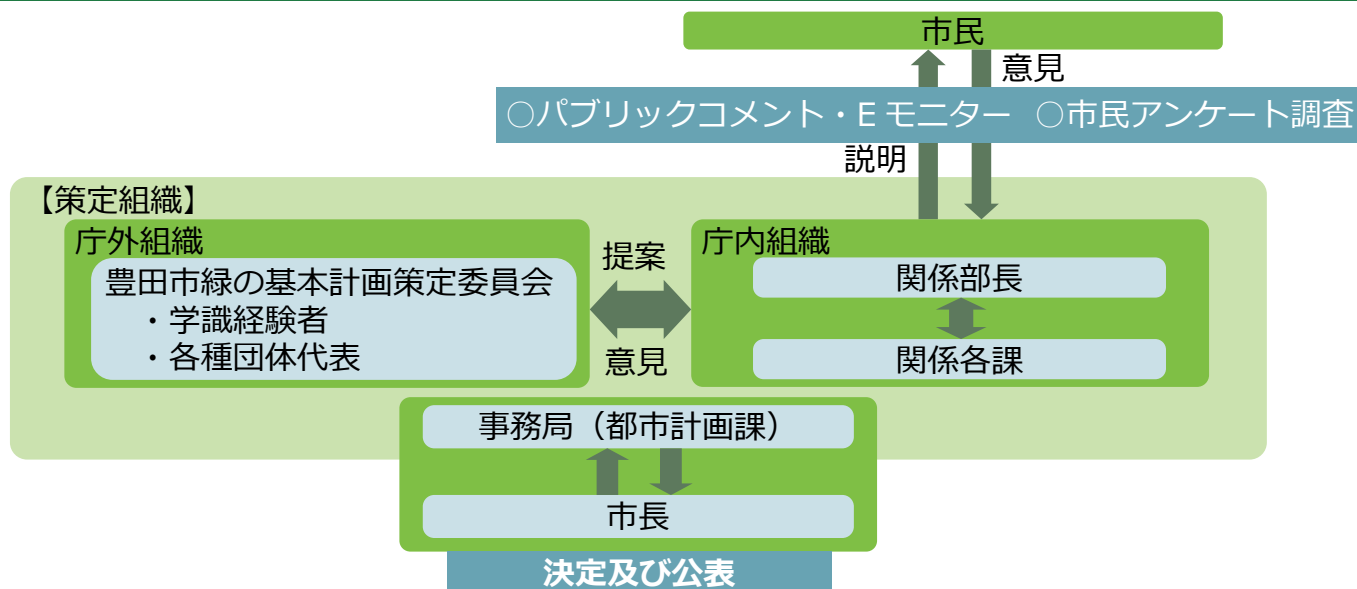 市民
意見
○パブリックコメント・Eモニター ○市民アンケート調査
説明
【策定組織】
庁外組織
豊田市緑の基本計画策定委員会
・学識経験者
・各種団体代表
提案
意見
庁内組織
関係部長
関係各課
事務局（都市計画課）
市長
決定及び公表